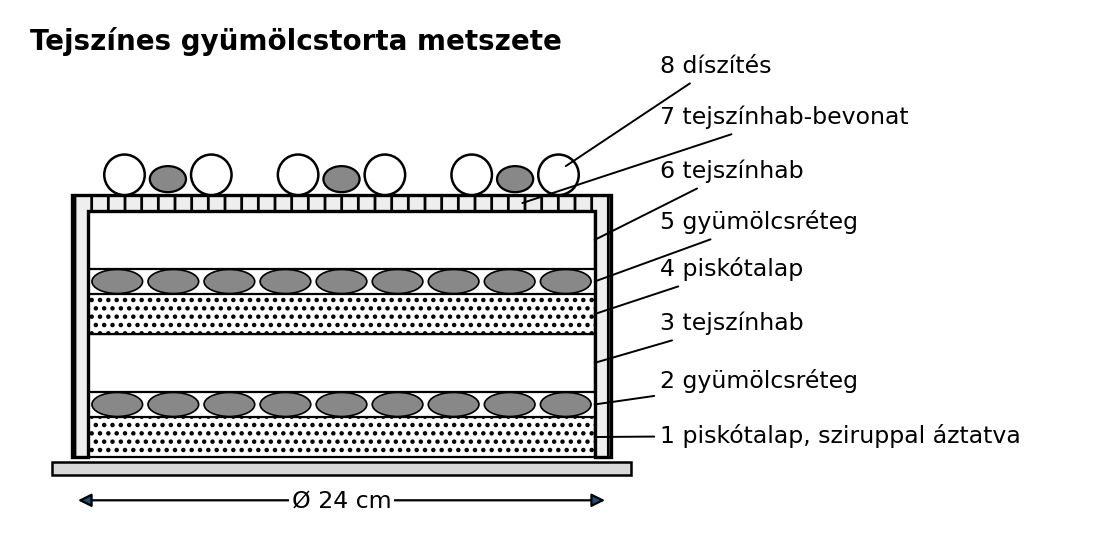 Tejszínes gyümölcstorta metszete
8 díszítés
7 tejszínhab-bevonat
6 tejszínhab
5 gyümölcsréteg
4 piskótalap
3 tejszínhab
2 gyümölcsréteg
1 piskótalap, sziruppal áztatva
Ø 24 cm